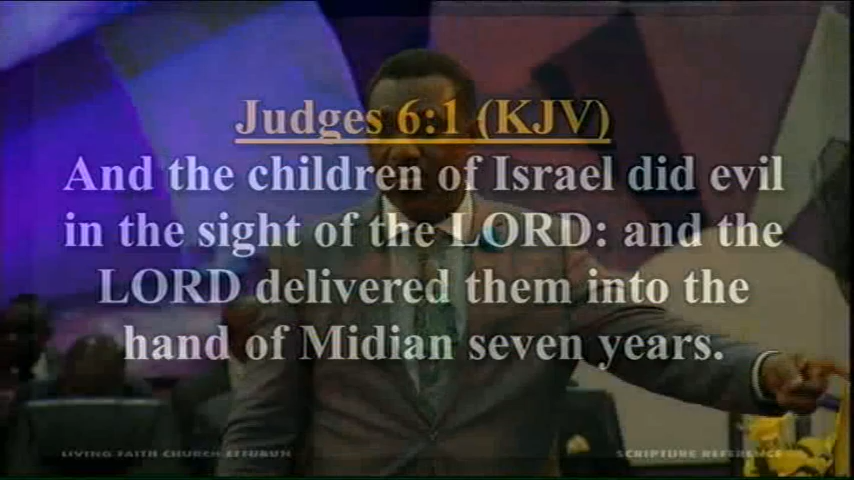 Judges 6:1 (KJV)
And the children of Israel did evil
in the sight of the LORD: and the
LORD delivered them into the
hand of Midian seven years.
LIVING FAITH CHURCH EFFURUN
SCRIPTURE REFERENCE